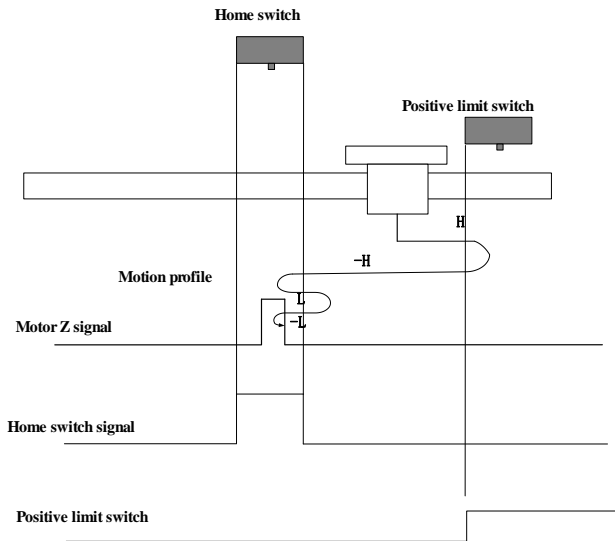 Home switch
Positive limit switch
H
−H
Motion profile
L
−L
Motor Z signal
Home switch signal
Positive limit switch